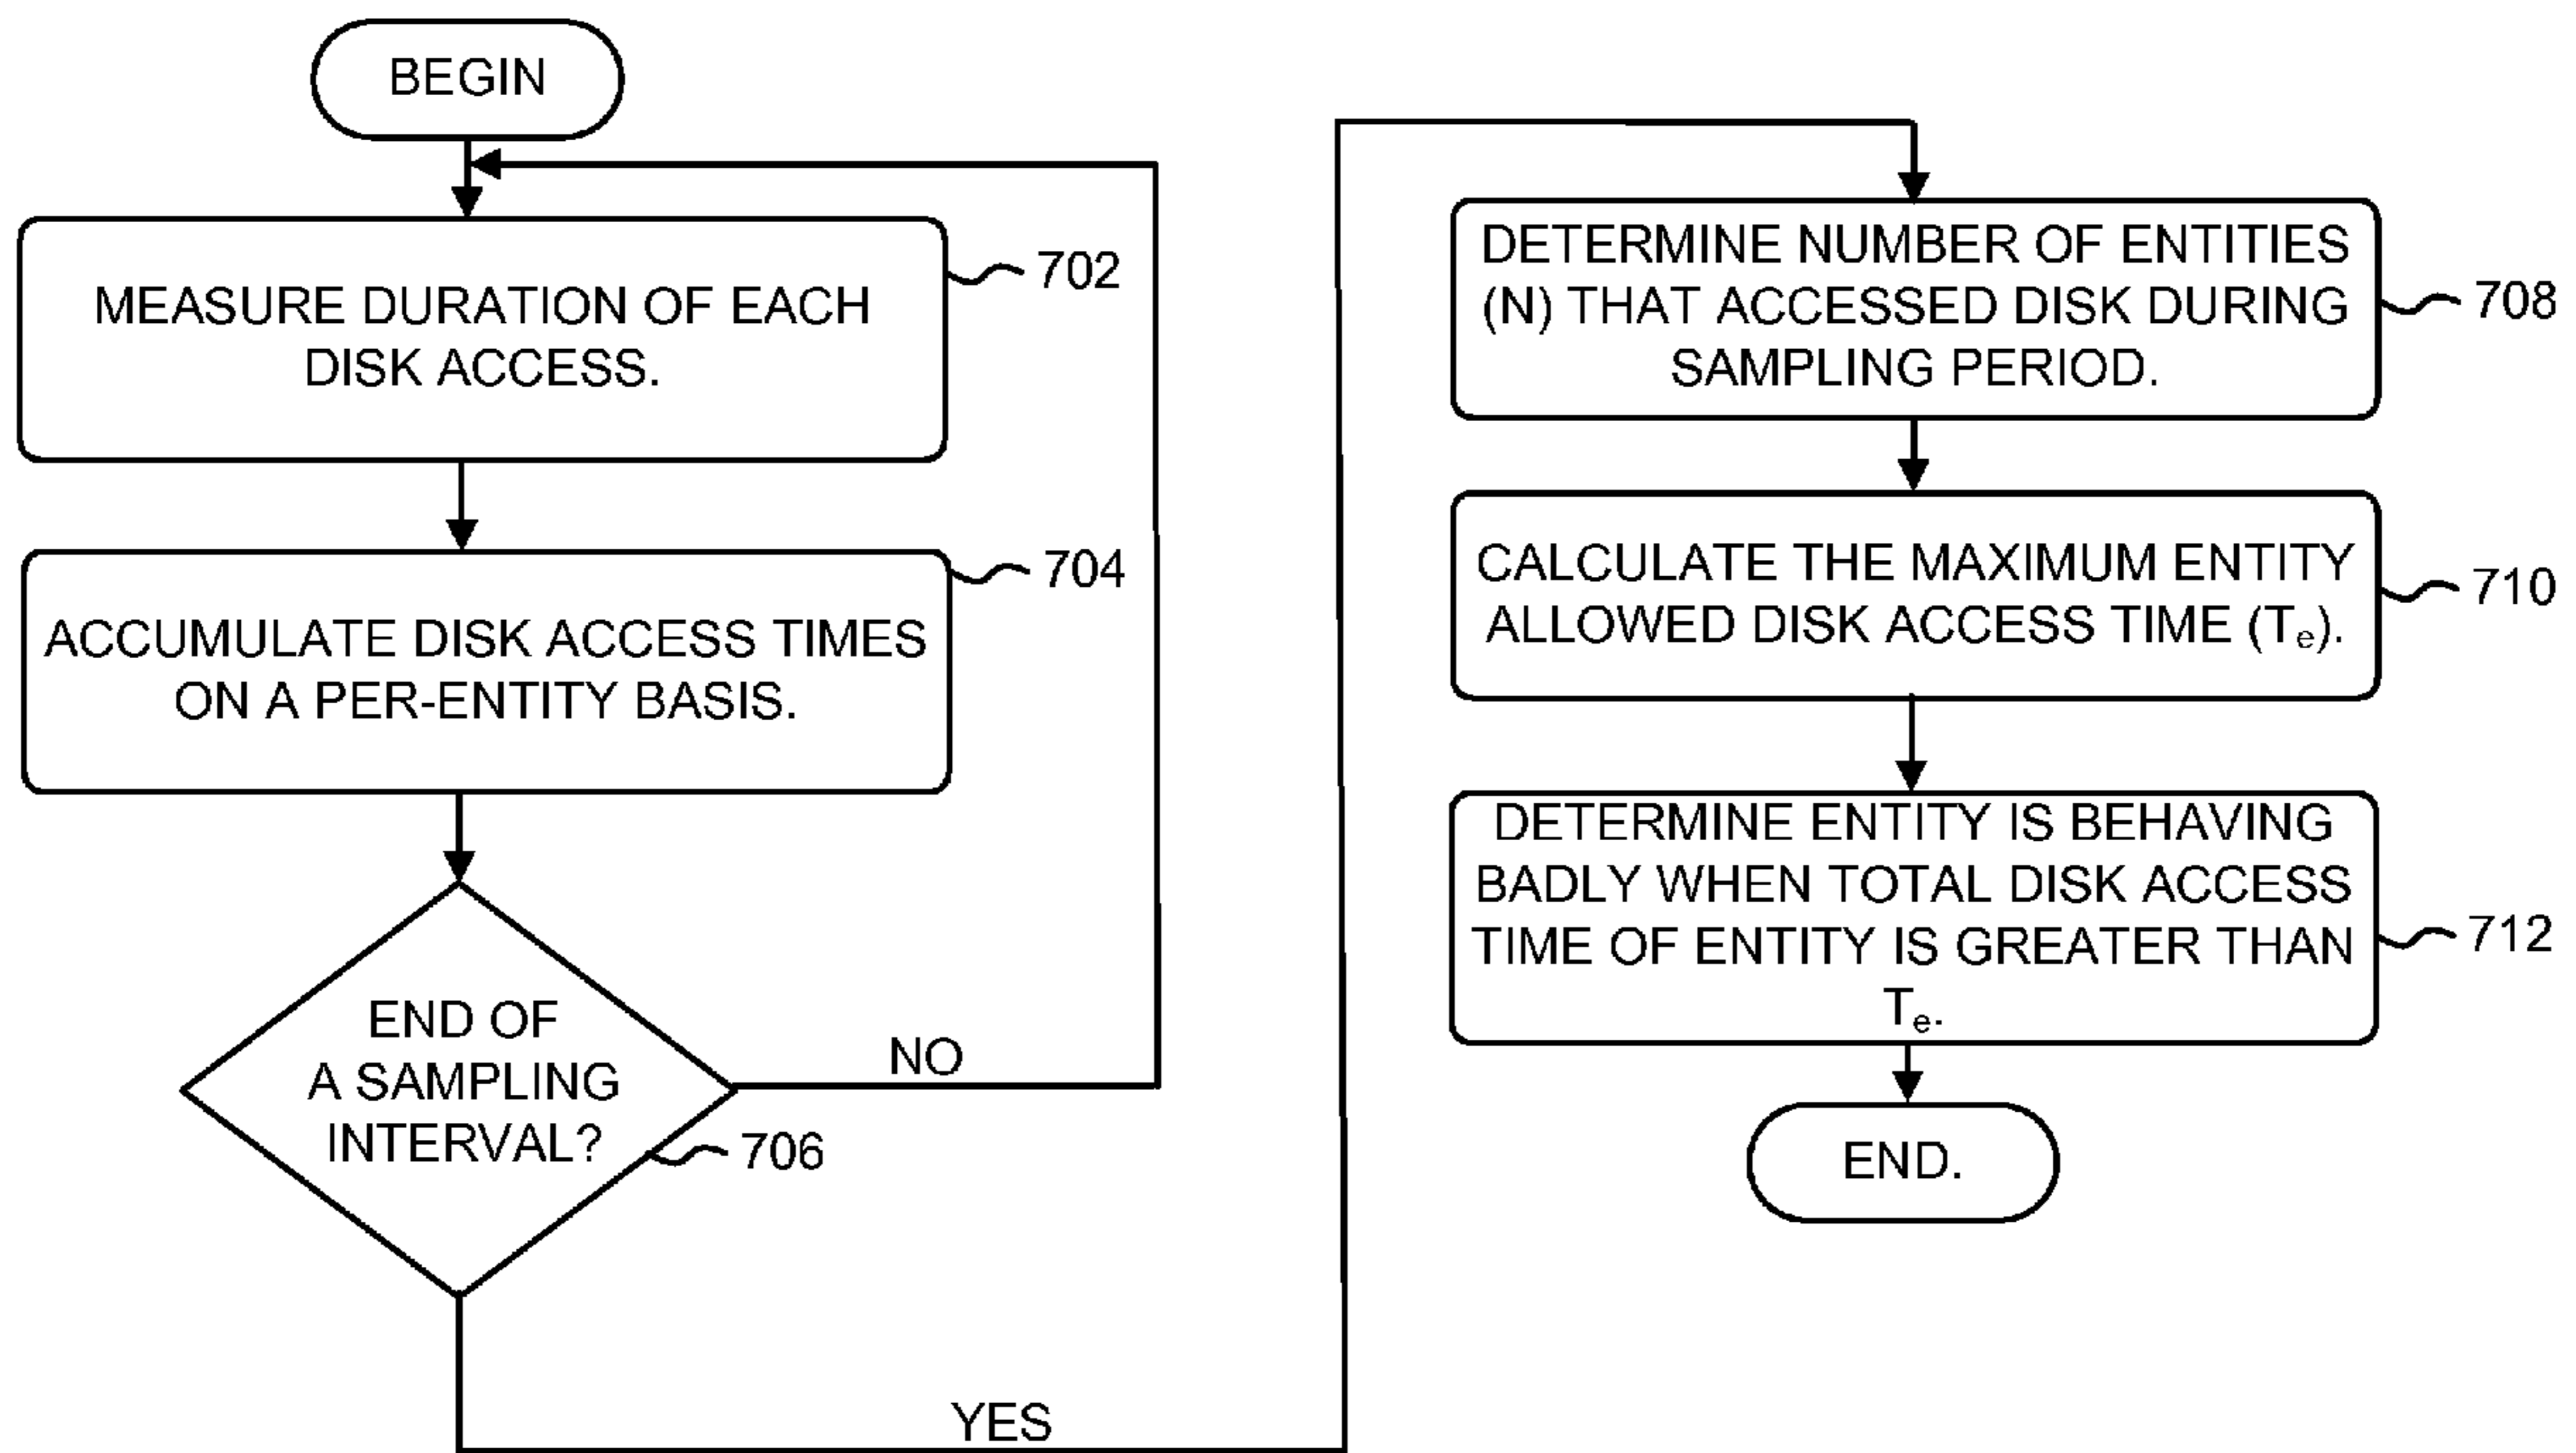 BEGIN
MEASURE DURATION OF EACH
DISK ACCESS.
702
ACCUMULATE DISK ACCESS TIMES
ON A PER-ENTITY BASIS.
704
END OF
A SAMPLING
INTERVAL?
706
NO
YES
DETERMINE NUMBER OF ENTITIES
(N) THAT ACCESSED DISK DURING
SAMPLING PERIOD.
708
CALCULATE THE MAXIMUM ENTITY
ALLOWED DISK ACCESS TIME (Te).
710
DETERMINE ENTITY IS BEHAVING
BADLY WHEN TOTAL DISK ACCESS
TIME OF ENTITY IS GREATER THAN
Te.
712
END.